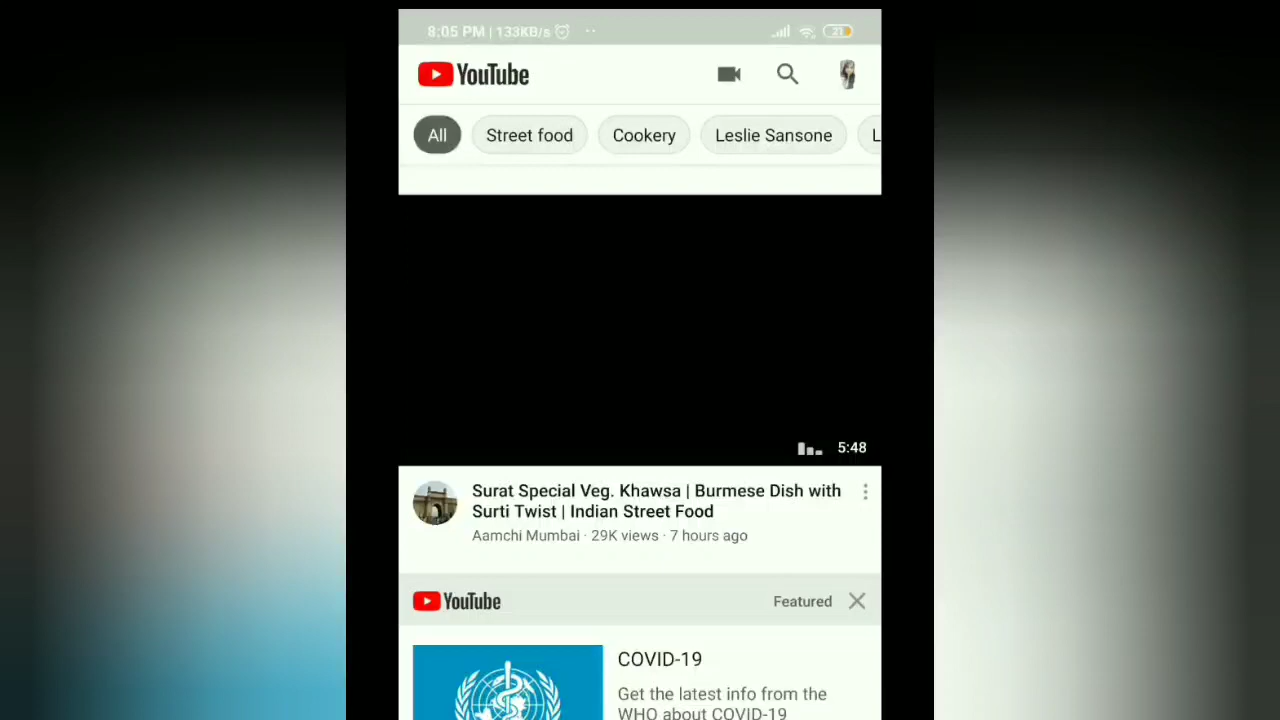 8:05 PM | 133KB/s
21
YouTube
All
Street food
Cookery
Leslie Sansone
L
5:48
Surat Special Veg. Khawsa | Burmese Dish with
Surti Twist | Indian Street Food
Aamchi Mumbai · 29K views · 7 hours ago
YouTube
Featured
COVID-19
Get the latest info from the
WHO about COVID-19